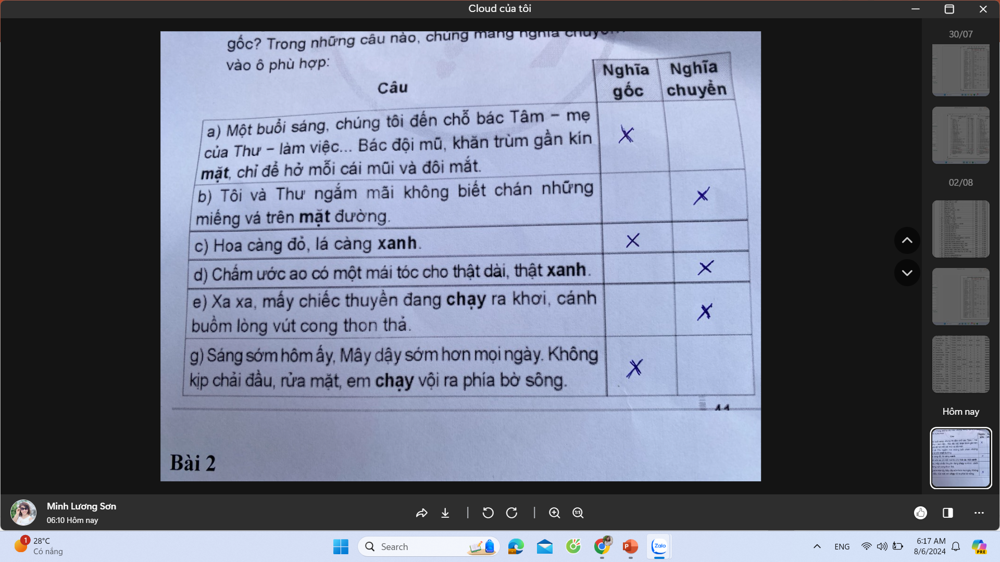 Cloud của tôi
gốc? Trong những câu nào, chúng mang nghĩa chuyển?
vào ô phù hợp:
Câu
Nghĩa gốc
Nghĩa chuyển
a) Một buổi sáng, chúng tôi đến chỗ bác Tâm – mẹ
của Thư – làm việc... Bác đội mũ, khăn trùm gần kín
mặt, chỉ để hở mỗi cái mũi và đôi mắt.
b) Tôi và Thư ngắm mãi không biết chán những
miếng vá trên mặt đường.
c) Hoa càng đỏ, lá càng xanh.
d) Chấm ước ao có một mái tóc cho thật dài, thật xanh.
e) Xa xa, mấy chiếc thuyền đang chạy ra khơi, cánh
buồm lòng vút cong thon thả.
g) Sáng sớm hôm ấy, Mây dậy sớm hơn mọi ngày. Không
kịp chải đầu, rửa mặt, em chạy vội ra phía bờ sông.
Bài 2
30/07
02/08
Hôm nay
Minh Lương Sơn
06:10 Hôm nay
1:1
1
28°C
Có nắng
Search
Zalo
ENG
6:17 AM
8/6/2024
PRE